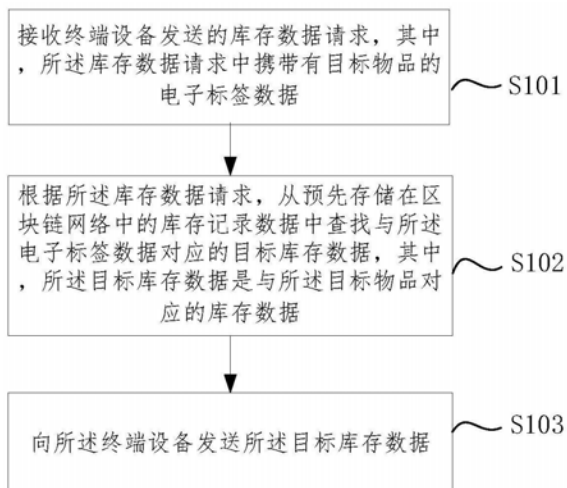 接收终端设备发送的库存数据请求，其中
，所述库存数据请求中携带有目标物品的
电子标签数据
S101
根据所述库存数据请求，从预先存储在区
块链网络中的库存记录数据中查找与所述
电子标签数据对应的目标库存数据，其中
，所述目标库存数据是与所述目标物品对
应的库存数据
S102
向所述终端设备发送所述目标库存数据
S103